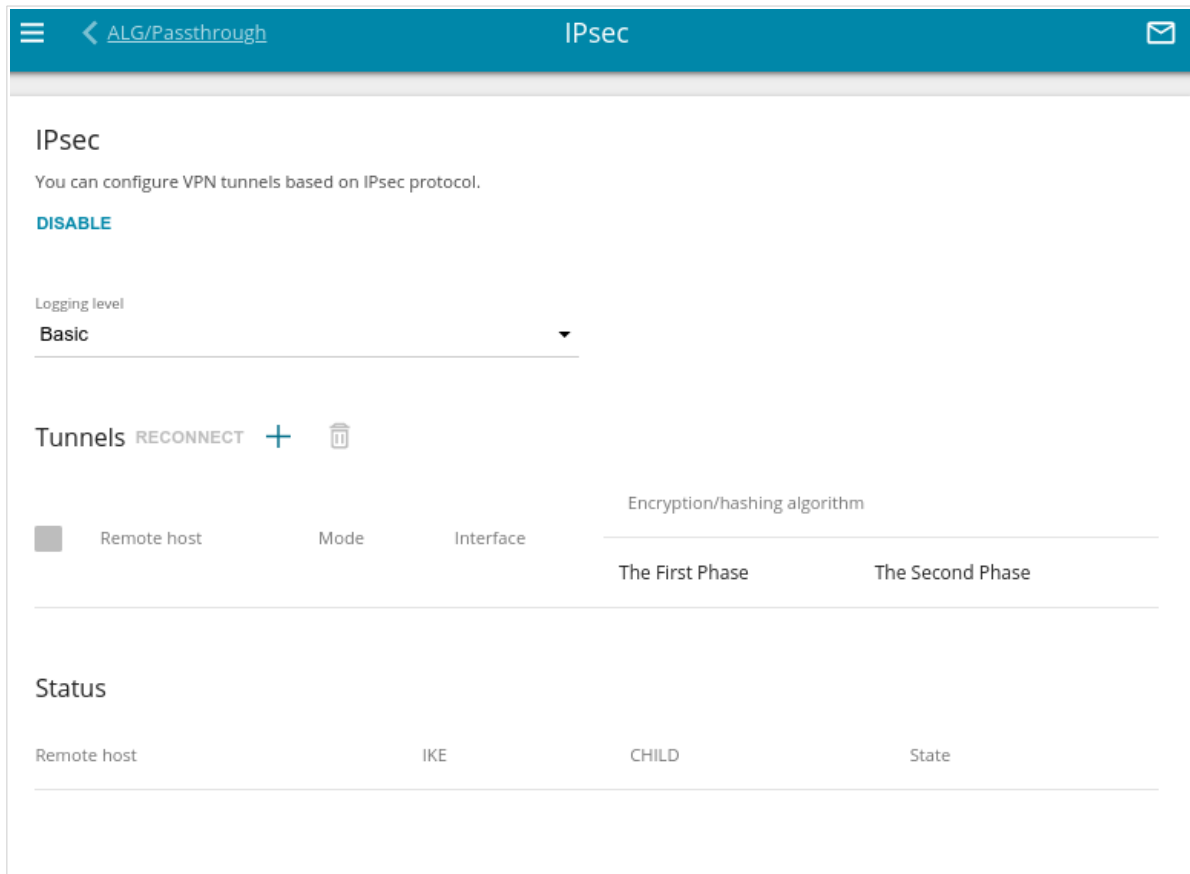 ALG/Passthrough
IPsec
IPsec
You can configure VPN tunnels based on IPsec protocol.
DISABLE
Logging level
Basic
Tunnels RECONNECT
Encryption/hashing algorithm
Remote host Mode Interface
The First Phase The Second Phase
Status
Remote host IKE CHILD State